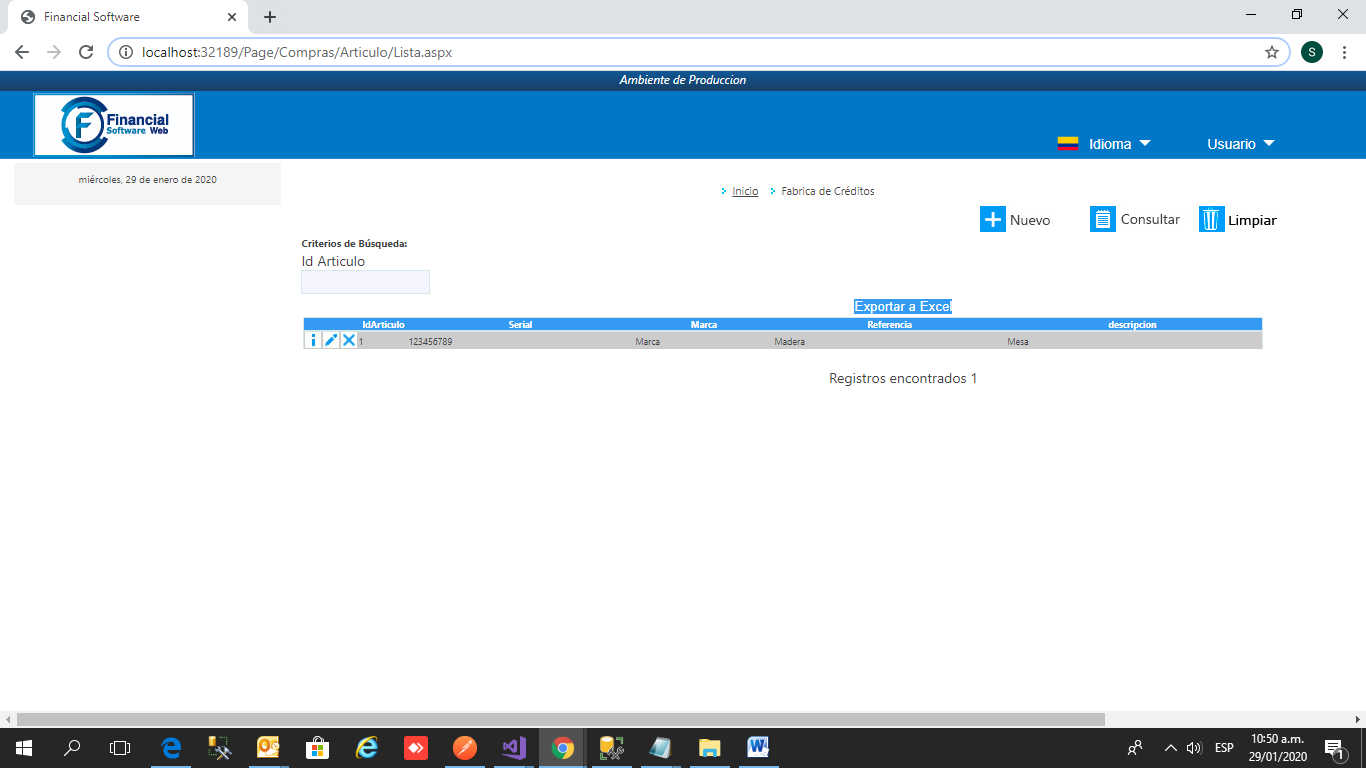 Financial Software
localhost:32189/Page/Compras/Articulo/Lista.aspx
S
Ambiente de Produccion
F Financial
Software Web
Idioma
Usuario
miércoles, 29 de enero de 2020
Inicio Fabrica de Créditos
Nuevo Consultar Limpiar
Criterios de Búsqueda:
Id Articulo
Exportar a Excel
IdArticulo Serial Marca Referencia descripcion
1 123456789 Marca Madera Mesa
Registros encontrados 1
ESP
10:50 a.m.
29/01/2020
1